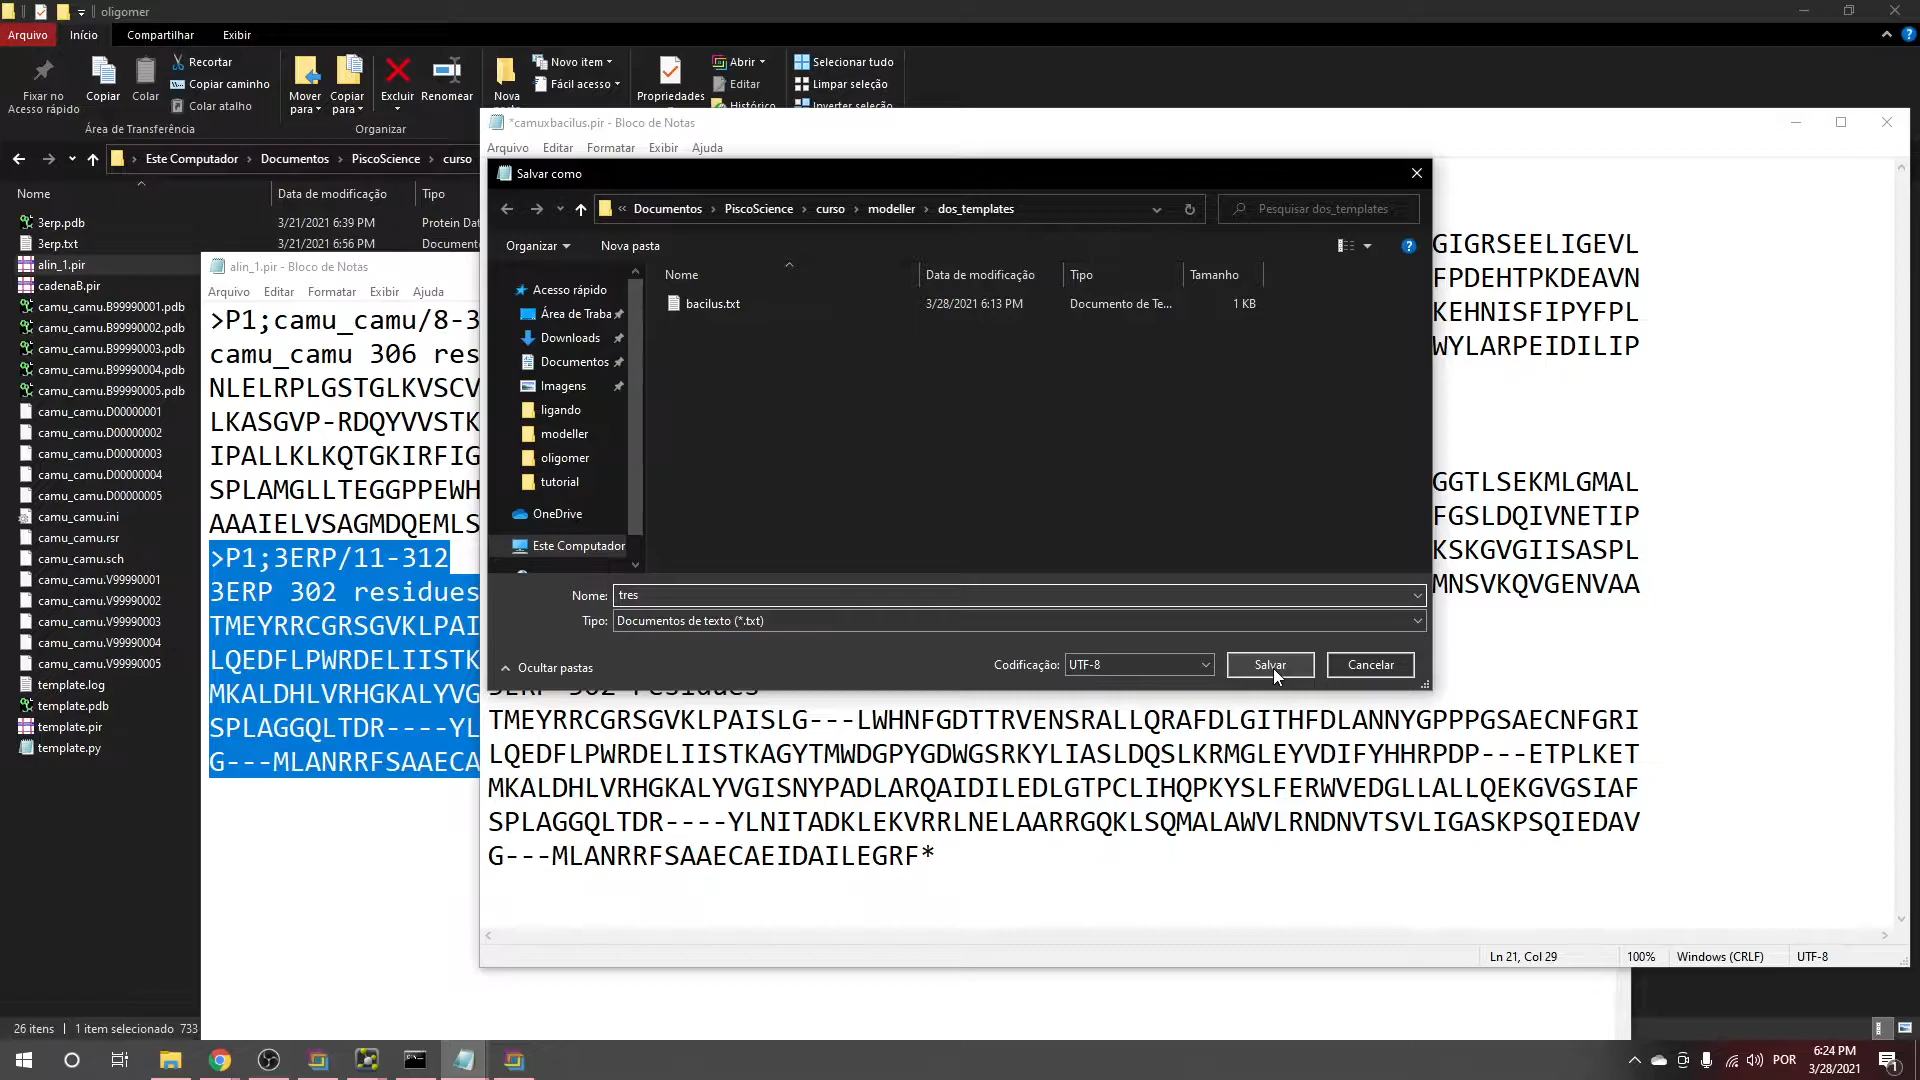 oligomer
Arquivo Início Compartilhar Exibir
Fixar no Acesso rápido
Copiar
Colar
Recortar
Copiar caminho
Colar atalho
Área de Transferência
Mover para
Copiar para
Excluir
Renomear
Organizar
Nova
Novo item
Fácil acesso
Propriedades
Abrir
Editar
Histórico
Selecionar tudo
Limpar seleção
Inverter seleção
Este Computador > Documentos > PiscoScience > curso
Nome Data de modificação Tipo
3erp.pdb 3/21/2021 6:39 PM Protein Dat
3erp.txt 3/21/2021 6:56 PM Document
alin_1.pir
cadenaB.pir
camu_camu.B99990001.pdb
camu_camu.B99990002.pdb
camu_camu.B99990003.pdb
camu_camu.B99990004.pdb
camu_camu.B99990005.pdb
camu_camu.D00000001
camu_camu.D00000002
camu_camu.D00000003
camu_camu.D00000004
camu_camu.D00000005
camu_camu.ini
camu_camu.rsr
camu_camu.sch
camu_camu.V99990001
camu_camu.V99990002
camu_camu.V99990003
camu_camu.V99990004
camu_camu.V99990005
template.log
template.pdb
template.pir
template.py
26 itens | 1 item selecionado 733
alin_1.pir - Bloco de Notas
Arquivo Editar Formatar Exibir Ajuda
>P1;camu_camu/8-3
camu_camu 306 res
NLELRPLGSTGLKVSCV
LKASGVP-RDQYVVSTK
IPALLKLKQTGKIRFIG
SPLAMGLLTEGGPPEWH
AAAIELVSAGMDQEMLS
>P1;3ERP/11-312
3ERP 302 residues
TMEYRRCGRSGVKLPAI
LQEDFLPWRDELIISTK
MKALDHLVRHGKALYVG
SPLAGGQLTDR----YL
G---MLANRRFSAAECA
*camuxbacilus.pir - Bloco de Notas
Arquivo Editar Formatar Exibir Ajuda
GIGRSEELIGEVL
FPDEHTPKDEAVN
KEHNISFIPYFPL
WYLARPEIDILIP
GGTLSEKMLGMAL
FGSLDQIVNETIP
KSKGVGIISASPL
MNSVKQVGENVAA
3ERP 302 residues
TMEYRRCGRSGVKLPAISLG---LWHNFGDTTRVENSRALLQRAFDLGITHFDLANNYGPPPGSAECNFGRI
LQEDFLPWRDELIISTKAGYTMWDGPYGDWGSRKYLIASLDQSLKRMGLEYVDIFYHHRPDP---ETPLKET
MKALDHLVRHGKALYVGISNYPADLARQAIDILEDLGTPCLIHQPKYSLFERWVEDGLLALLQEKGVGSIAF
SPLAGGQLTDR----YLNITADKLEKVRRLNELAARRGQKLSQMALAWVLRNDNVTSVLIGASKPSQIEDAV
G---MLANRRFSAAECAEIDAILEGRF*
Ln 21, Col 29 100% Windows (CRLF) UTF-8
Salvar como
« Documentos > PiscoScience > curso > modeller > dos_templates
Pesquisar dos_templates
Organizar Nova pasta
Nome Data de modificação Tipo Tamanho
bacilus.txt 3/28/2021 6:13 PM Documento de Te... 1 KB
Acesso rápido
Área de Traba
Downloads
Documentos
Imagens
ligando
modeller
oligomer
tutorial
OneDrive
Este Computador
Nome: tres
Tipo: Documentos de texto (*.txt)
Ocultar pastas
Codificação: UTF-8
Salvar
Cancelar
POR
6:24 PM
3/28/2021
1